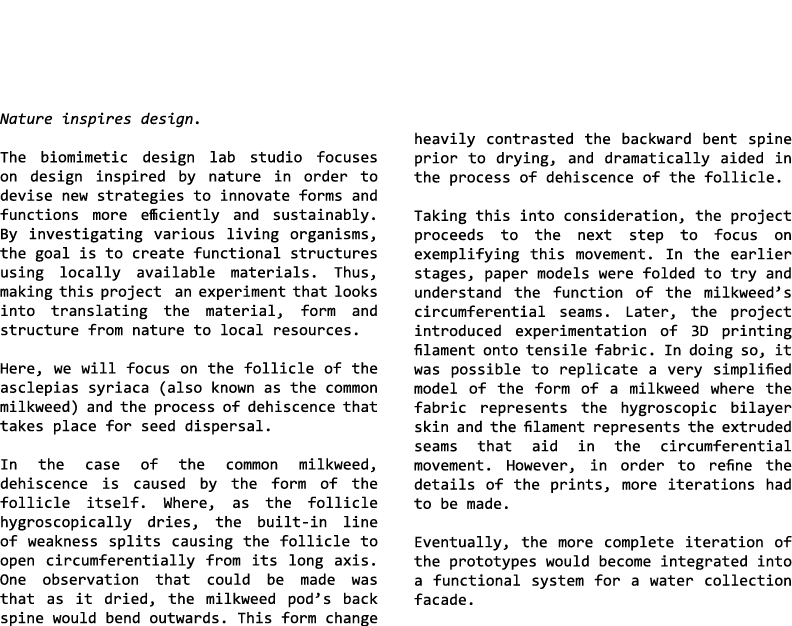 Nature inspires design.
The biomimetic design lab studio focuses
on design inspired by nature in order to
devise new strategies to innovate forms and
functions more efficiently and sustainably.
By investigating various living organisms,
the goal is to create functional structures
using locally available materials. Thus,
making this project an experiment that looks
into translating the material, form and
structure from nature to local resources.
Here, we will focus on the follicle of the
asclepias syriaca (also known as the common
milkweed) and the process of dehiscence that
takes place for seed dispersal.
In the case of the common milkweed,
dehiscence is caused by the form of the
follicle itself. Where, as the follicle
hygroscopically dries, the built-in line
of weakness splits causing the follicle to
open circumferentially from its long axis.
One observation that could be made was
that as it dried, the milkweed pod’s back
spine would bend outwards. This form change
heavily contrasted the backward bent spine
prior to drying, and dramatically aided in
the process of dehiscence of the follicle.
Taking this into consideration, the project
proceeds to the next step to focus on
exemplifying this movement. In the earlier
stages, paper models were folded to try and
understand the function of the milkweed’s
circumferential seams. Later, the project
introduced experimentation of 3D printing
filament onto tensile fabric. In doing so, it
was possible to replicate a very simplified
model of the form of a milkweed where the
fabric represents the hygroscopic bilayer
skin and the filament represents the extruded
seams that aid in the circumferential
movement. However, in order to refine the
details of the prints, more iterations had
to be made.
Eventually, the more complete iteration of
the prototypes would become integrated into
a functional system for a water collection
facade.